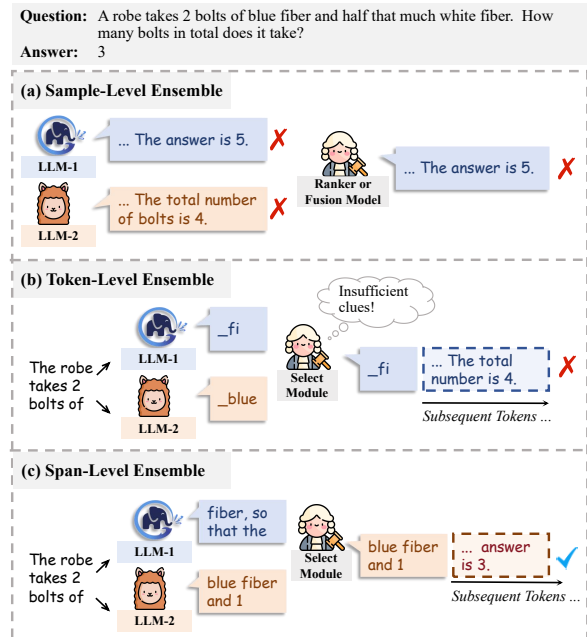 Question: A robe takes 2 bolts of blue fiber and half that much white fiber. How
many bolts in total does it take?
Answer: 3
(a) Sample-Level Ensemble
LLM-1
... The answer is 5.
LLM-2
... The total number
of bolts is 4.
Ranker or
Fusion Model
... The answer is 5.
(b) Token-Level Ensemble
The robe
takes 2
bolts of
LLM-1
_fi
LLM-2
_blue
Insufficient
clues!
Select
Module
_fi
... The total
number is 4.
Subsequent Tokens ...
(c) Span-Level Ensemble
The robe
takes 2
bolts of
LLM-1
fiber, so
that the
LLM-2
blue fiber
and 1
Select
Module
blue fiber
and 1
... answer
is 3.
Subsequent Tokens ...